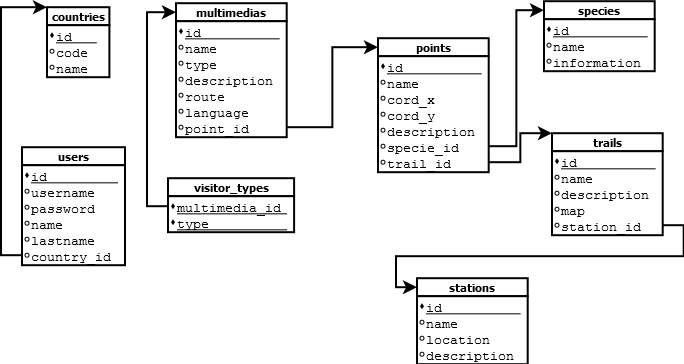 countries
id
code
name
multimedias
id
name
type
description
route
language
point_id
points
id
name
cord_x
cord_y
description
specie_id
trail_id
species
id
name
information
users
id
username
password
name
lastname
country_id
visitor_types
multimedia_id
type
trails
id
name
description
map
station_id
stations
id
name
location
description